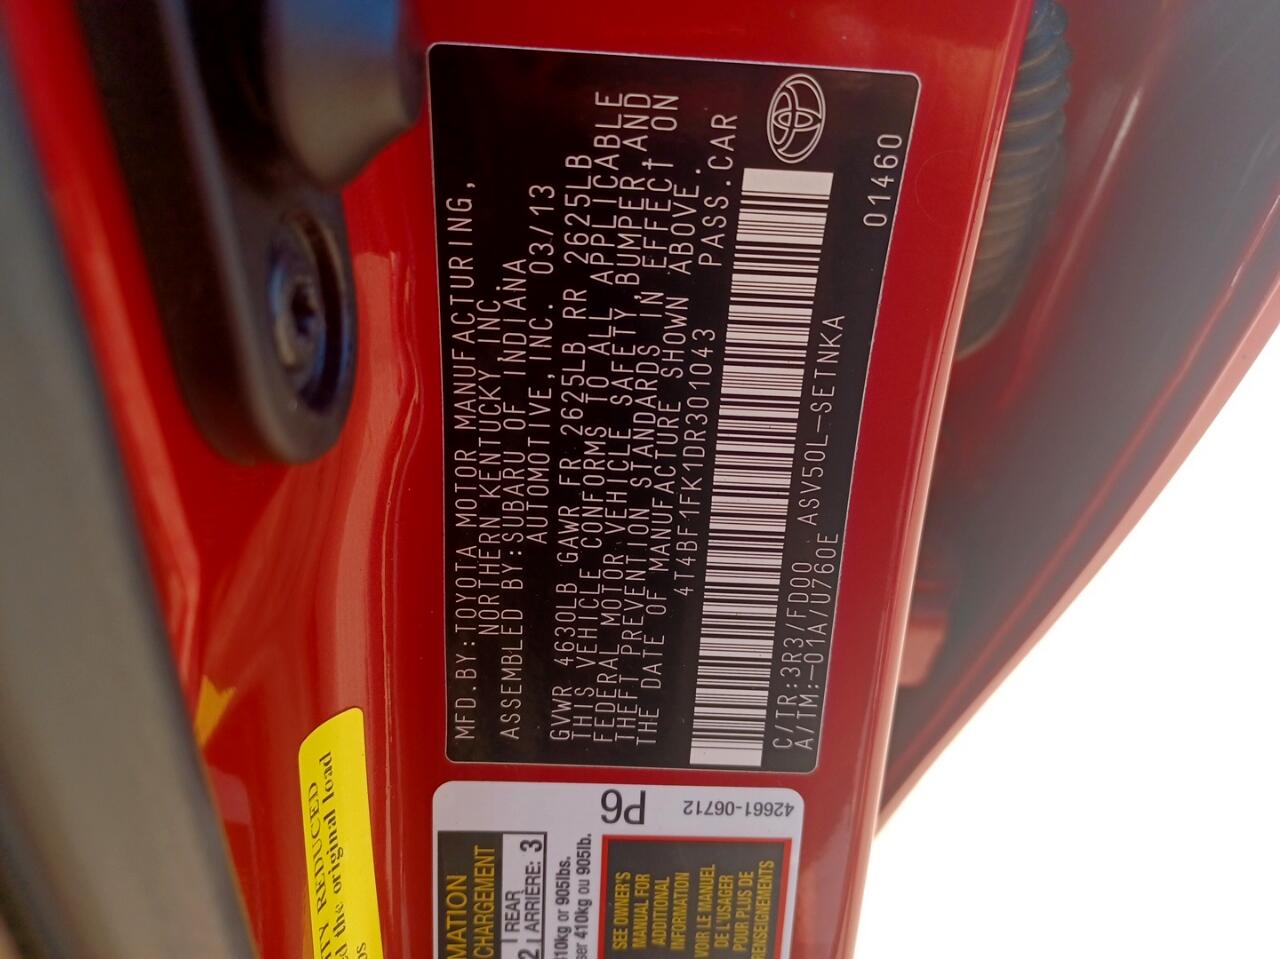 MFD.BY:TOYOTA MOTOR MANUFACTURING,
NORTHERN KENTUCKY INC.
ASSEMBLED BY:SUBARU OF INDIANA
AUTOMOTIVE,INC. 03/13
GVWR 4630LB GAWR FR 2625LB RR 2625LB
THIS VEHICLE CONFORMS TO ALL APPLICABLE
FEDERAL MOTOR VEHICLE SAFETY,BUMPER,AND
THEFT PREVENTION STANDARDS IN EFFECT ON
THE DATE OF MANUFACTURE SHOWN ABOVE.
4T4BF1FK1DR301043 PASS.CAR
C/TR:3R3/FD00 ASV50L-SETNKA
A/TM:-01A/U760E
01460
P6
42661-06712
MATION
CHARGEMENT
2 REAR
ARRIÈRE: 3
410kg or 905lbs.
ser 410kg ou 905lb.
SEE OWNER'S
MANUAL FOR
ADDITIONAL
INFORMATION
VOIR LE MANUEL
DE L'USAGER
POUR PLUS DE
RENSEIGNEMENTS
REDUCED
the original load